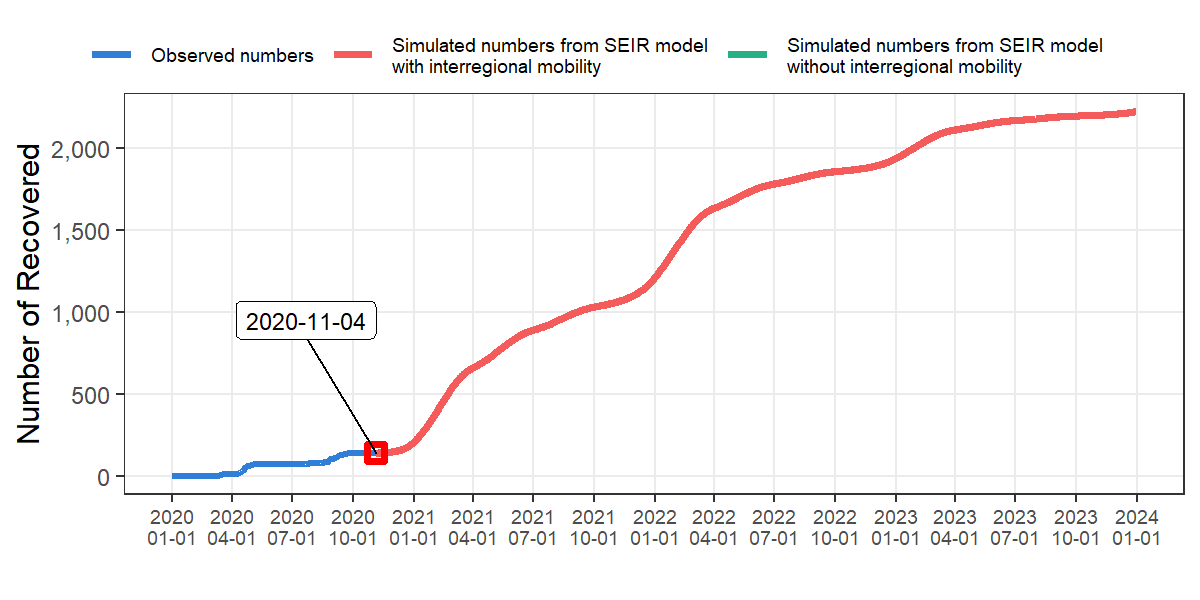 Observed numbers
Simulated numbers from SEIR model
with interregional mobility
Simulated numbers from SEIR model
without interregional mobility
Number of Recovered
2,000
1,500
1,000
500
0
2020-11-04
2020 2020 2020 2020 2021 2021 2021 2021 2022 2022 2022 2022 2023 2023 2023 2023 2024
01-01 04-01 07-01 10-01 01-01 04-01 07-01 10-01 01-01 04-01 07-01 10-01 01-01 04-01 07-01 10-01 01-01